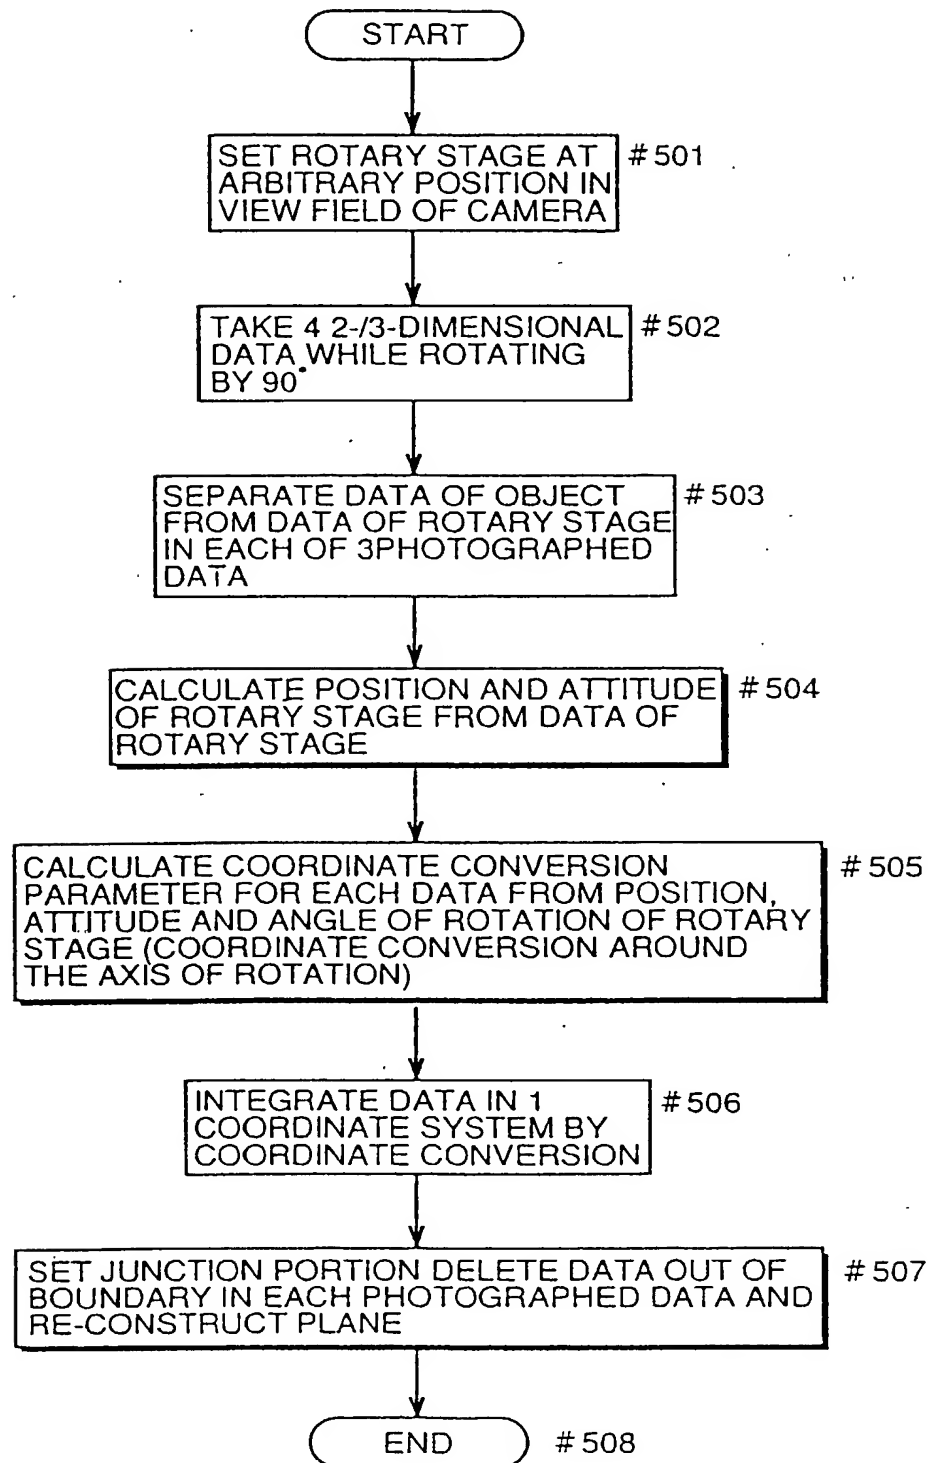 START
SET ROTARY STAGE AT
ARBITRARY POSITION IN
VIEW FIELD OF CAMERA
#501
TAKE 4 2-/3-DIMENSIONAL
DATA WHILE ROTATING
BY 90°
#502
SEPARATE DATA OF OBJECT
FROM DATA OF ROTARY STAGE
IN EACH OF 3PHOTOGRAPHED
DATA
#503
CALCULATE POSITION AND ATTITUDE
OF ROTARY STAGE FROM DATA OF
ROTARY STAGE
#504
CALCULATE COORDINATE CONVERSION
PARAMETER FOR EACH DATA FROM POSITION,
ATTITUDE AND ANGLE OF ROTATION OF ROTARY
STAGE (COORDINATE CONVERSION AROUND
THE AXIS OF ROTATION)
#505
INTEGRATE DATA IN 1
COORDINATE SYSTEM BY
COORDINATE CONVERSION
#506
SET JUNCTION PORTION DELETE DATA OUT OF
BOUNDARY IN EACH PHOTOGRAPHED DATA AND
RE-CONSTRUCT PLANE
#507
END
#508